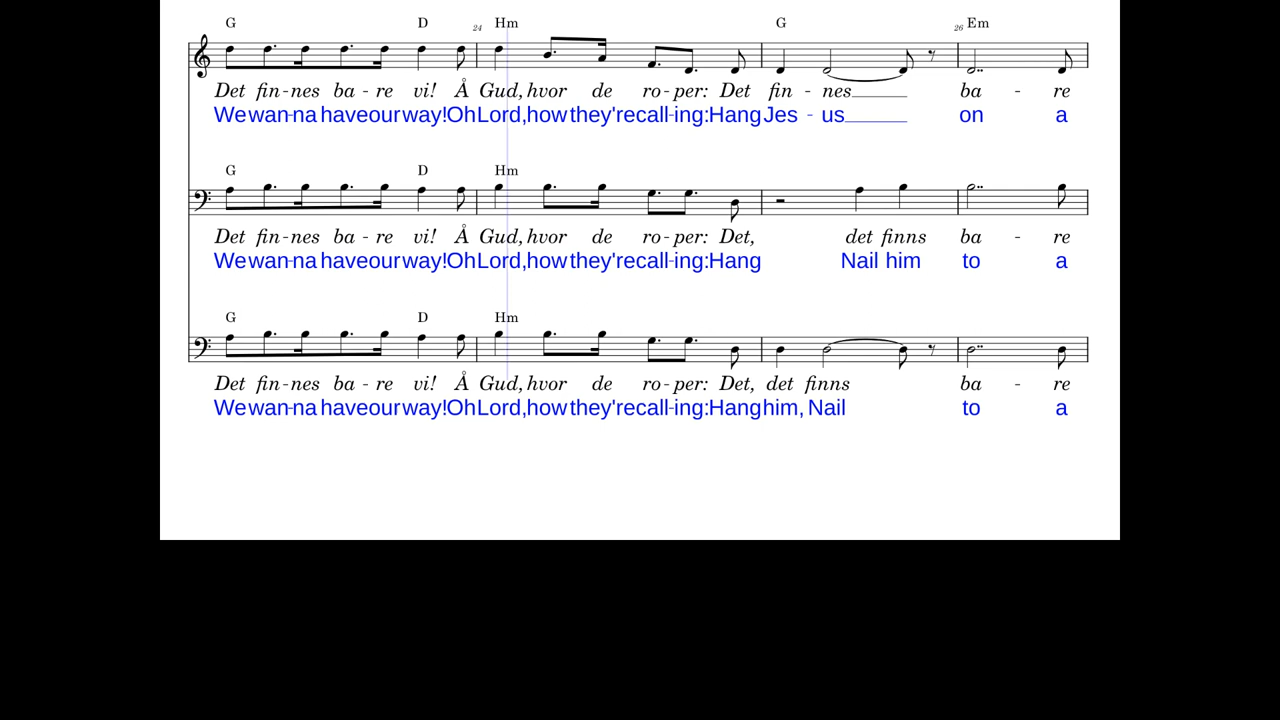 G D 24 Hm G 26 Em
Det fin-nes ba - re vi! Å Gud, hvor de ro - per: Det fin - nes____ ba - re
We wan-na have our way! Oh Lord, how they're call-ing: Hang Jes - us____ on a
G D Hm
Det fin-nes ba - re vi! Å Gud, hvor de ro - per: Det, det finns ba - re
We wan-na have our way! Oh Lord, how they're call-ing: Hang Nail him to a
G D Hm
Det fin-nes ba - re vi! Å Gud, hvor de ro - per: Det, det finns ba - re
We wan-na have our way! Oh Lord, how they're call-ing: Hang him, Nail to a